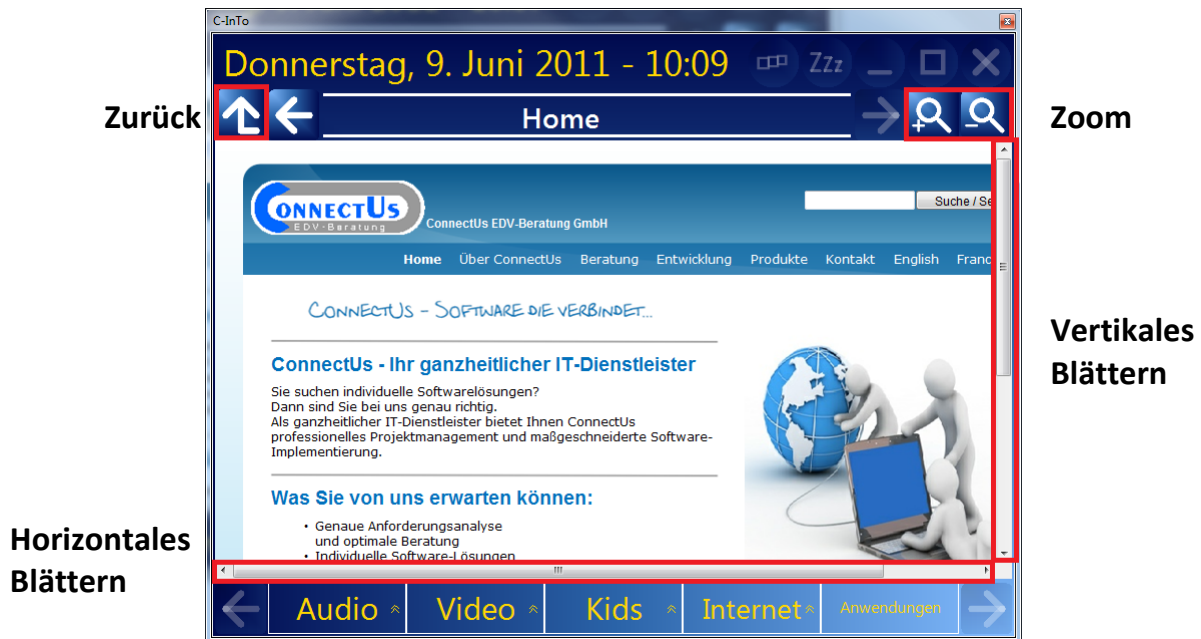 C-InTo
Donnerstag, 9. Juni 2011 - 10:09 Zzz
Zurück
Home
Zoom
CONNECTUS
EDV-Beratung
ConnectUs EDV-Beratung GmbH
Suche / Se
Home Über ConnectUs Beratung Entwicklung Produkte Kontakt English Franc
CONNECTUS - SOFTWARE DIE VERBINDET...
ConnectUs - Ihr ganzheitlicher IT-Dienstleister
Sie suchen individuelle Softwarelösungen?
Dann sind Sie bei uns genau richtig.
Als ganzheitlicher IT-Dienstleister bietet Ihnen ConnectUs
professionelles Projektmanagement und maßgeschneiderte Software-
Implementierung.
Vertikales
Blättern
Was Sie von uns erwarten können:
• Genaue Anforderungsanalyse
und optimale Beratung
• Individuelle Software-Lösungen
Horizontales
Blättern
Audio Video Kids Internet Anwendungen